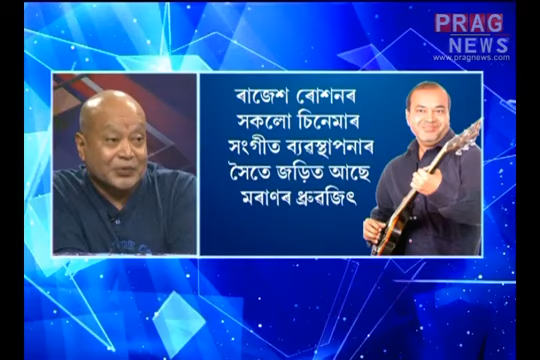 PRAG
NEWS
www.pragnews.com
ৰাজেশ ৰোশনৰ
সকলো চিনেমাৰ
সংগীত ব্যৱস্থাপনাৰ
সৈতে জড়িত আছে
মৰাণৰ ধ্ৰুৱজিৎ